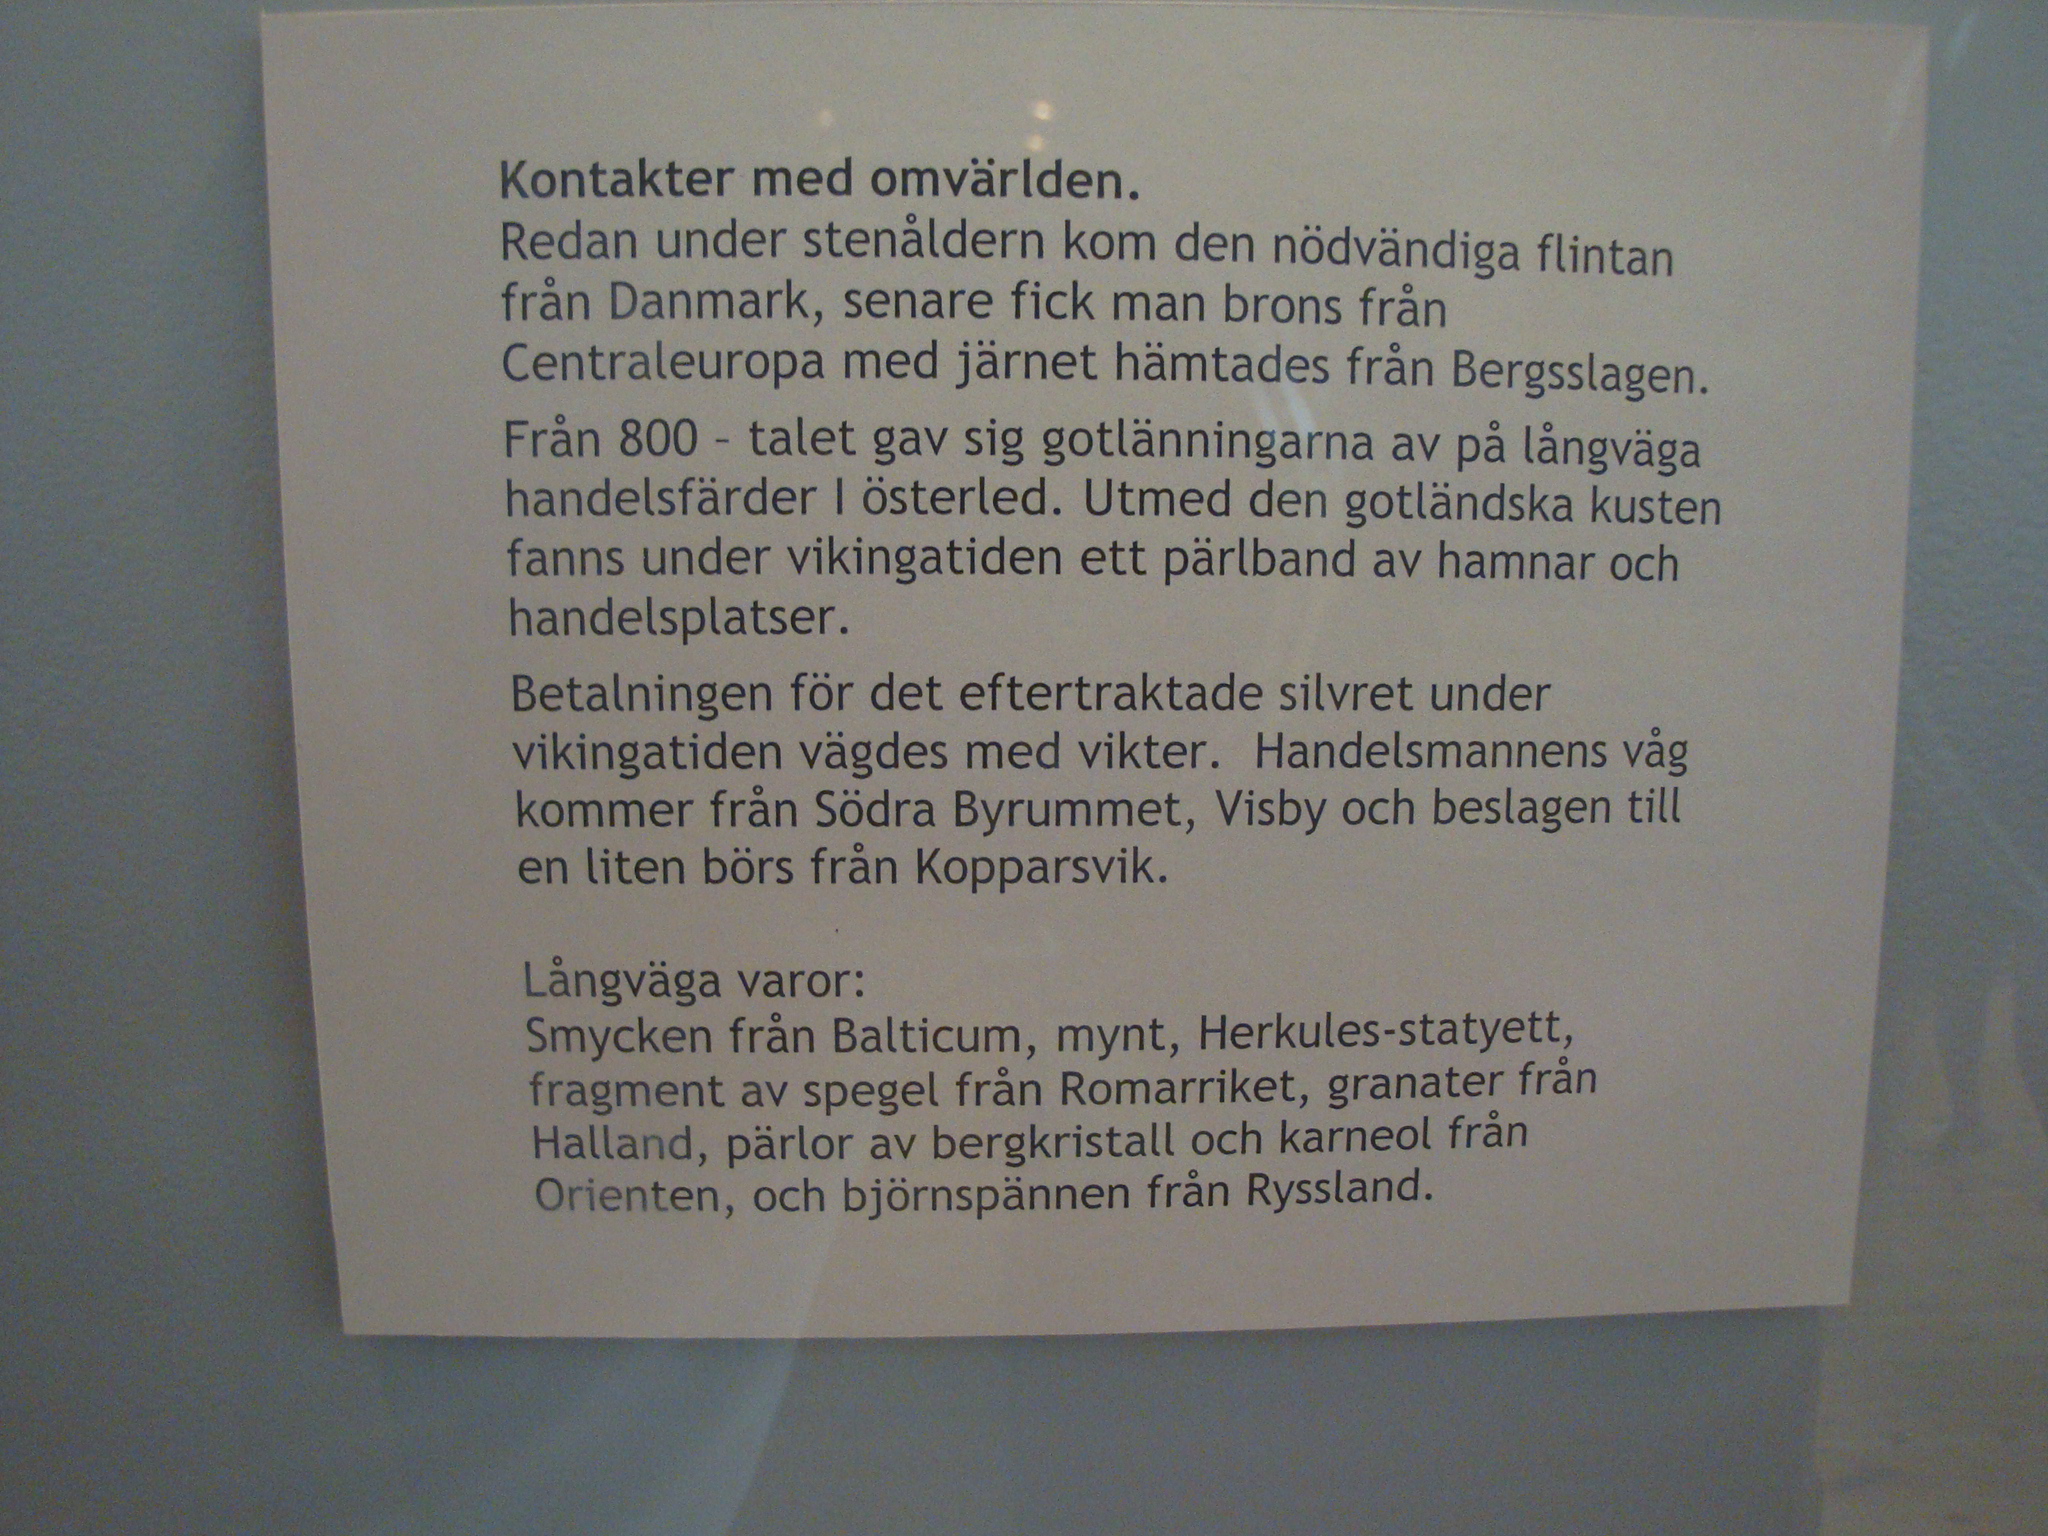 Kontakter med omvärlden.
Redan under stenåldern kom den nödvändiga flintan
från Danmark, senare fick man brons från
Centraleuropa med järnet hämtades från Bergsslagen.
Från 800 - talet gav sig gotlänningarna av på långväga
handelsfärder I österled. Utmed den gotländska kusten
fanns under vikingatiden ett pärlband av hamnar och
handelsplatser.
Betalningen för det eftertraktade silvret under
vikingatiden vägdes med vikter.  Handelsmannens våg
kommer från Södra Byrummet, Visby och beslagen till
en liten börs från Kopparsvik.
Långväga varor:
Smycken från Balticum, mynt, Herkules-statyett,
fragment av spegel från Romarriket, granater från
Halland, pärlor av bergkristall och karneol från
Orienten, och björnspännen från Ryssland.